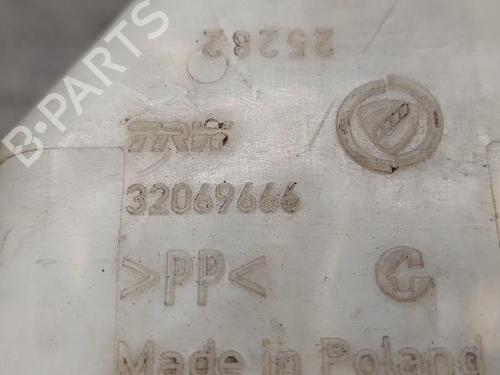 25282
B-PARTS
TRW
32069666
>PP<
Made in Poland